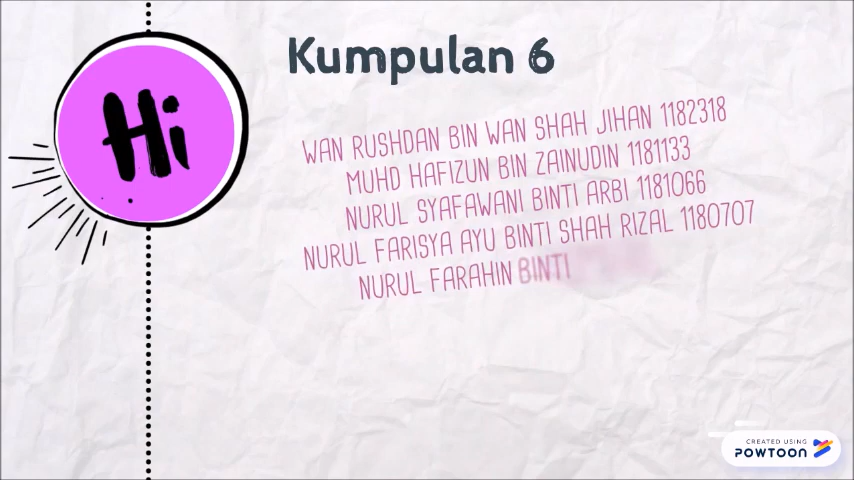 Hi
Kumpulan 6
WAN RUSHDAN BIN WAN SHAH JIHAN 1182318
MUHD HAFIZUN BIN ZAINUDIN 1181133
NURUL SYAFAWANI BINTI ARBI 1181066
NURUL FARISYA AYU BINTI SHAH RIZAL 1180707
NURUL FARAHIN BINTI
CREATED USING
POWTOON